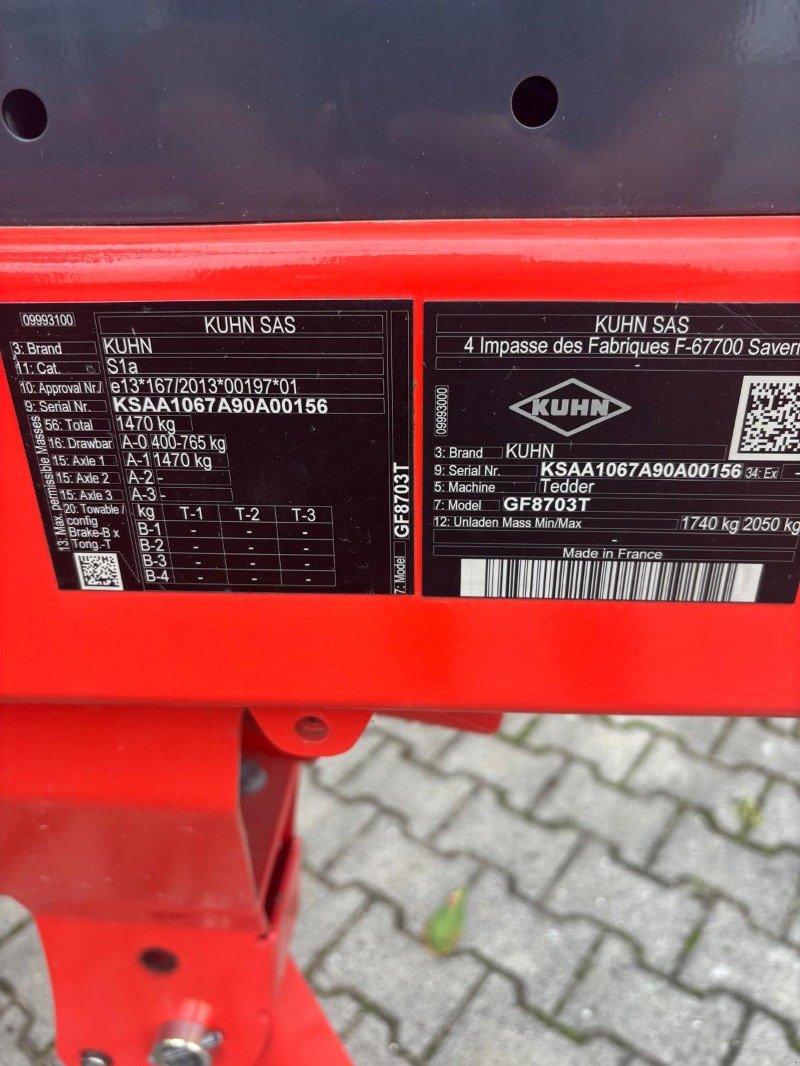 09993100
KUHN SAS
3: Brand KUHN
11: Cat. S1a
10: Approval Nr./ e13*167/2013*00197*01
9: Serial Nr. KSAA1067A90A00156
13: Max. permissible Masses
56: Total 1470 kg
16: Drawbar A-0 400-765 kg
15: Axle 1 A-1 1470 kg
15: Axle 2 A-2 -
15: Axle 3 A-3 -
20: Towable / config kg T-1 T-2 T-3
Brake-B x B-1 - - -
Tong.-T B-2 - - -
B-3 - - -
B-4 - - -
7: Model GF8703T
KUHN SAS
4 Impasse des Fabriques F-67700 Savern
-
09993000
KUHN
3: Brand KUHN
9: Serial Nr. KSAA1067A90A00156 34: Ex -
5: Machine Tedder
7: Model GF8703T
12: Unladen Mass Min/Max 1740 kg 2050 kg
-
Made in France